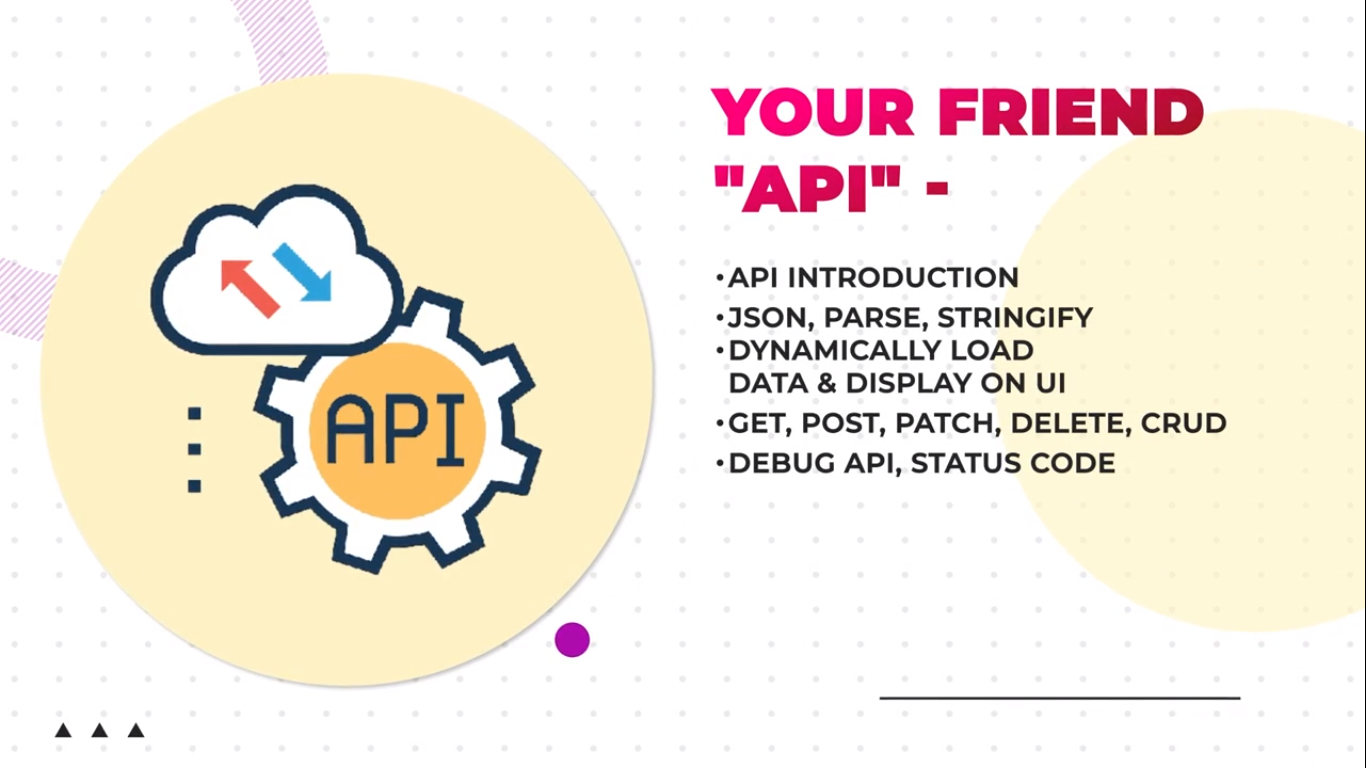 YOUR FRIEND
"API" -
API
•API INTRODUCTION
•JSON, PARSE, STRINGIFY
•DYNAMICALLY LOAD
DATA & DISPLAY ON UI
•GET, POST, PATCH, DELETE, CRUD
•DEBUG API, STATUS CODE